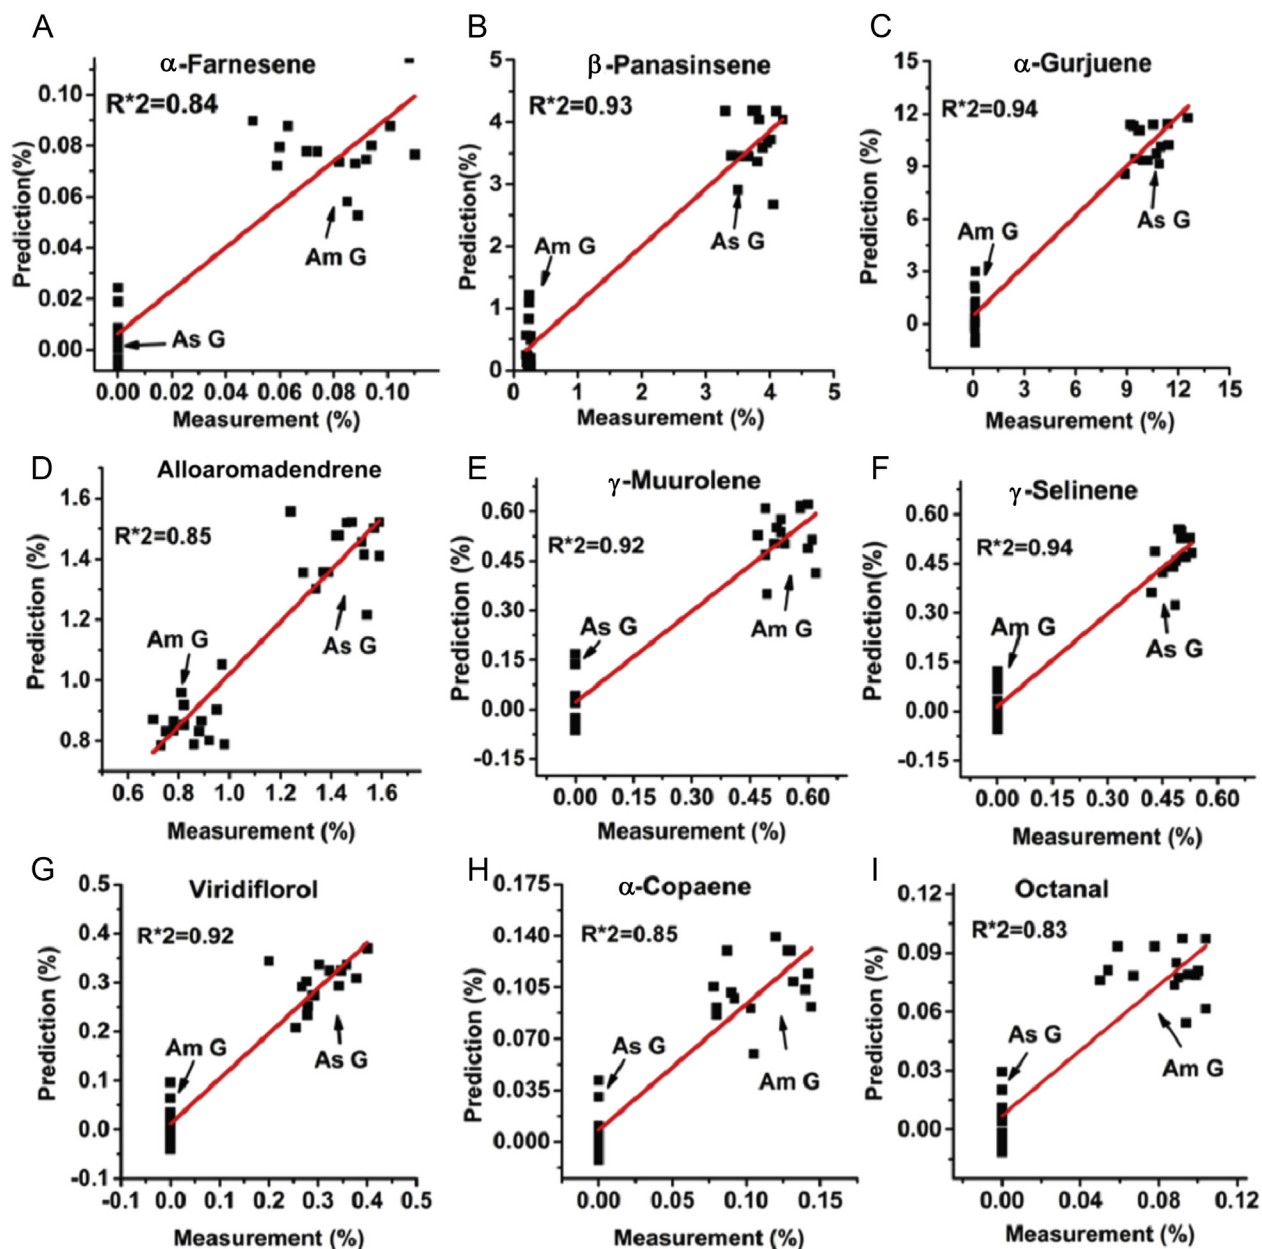 A
α-Farnesene
R*2=0.84
0.10
0.08
0.06
0.04
0.02
0.00
Prediction(%)
Am G
As G
0.00 0.02 0.04 0.06 0.08 0.10
Measurement (%)
B
β-Panasinsene
R*2=0.93
5
4
3
2
1
0
Prediction (%)
Am G
As G
0 1 2 3 4 5
Measurement (%)
C
α-Gurjuene
R*2=0.94
15
12
9
6
3
0
Prediction (%)
Am G
As G
0 3 6 9 12 15
Measurement (%)
D
Alloaromadendrene
R*2=0.85
1.6
1.4
1.2
1.0
0.8
Prediction (%)
Am G
As G
0.6 0.8 1.0 1.2 1.4 1.6
Measurement (%)
E
γ-Muurolene
R*2=0.92
0.60
0.45
0.30
0.15
0.00
-0.15
Prediction (%)
As G
Am G
0.00 0.15 0.30 0.45 0.60
Measurement (%)
F
γ-Selinene
R*2=0.94
0.60
0.45
0.30
0.15
0.00
-0.15
Prediction(%)
Am G
As G
0.00 0.15 0.30 0.45 0.60
Measurement (%)
G
Viridiflorol
R*2=0.92
0.5
0.4
0.3
0.2
0.1
0.0
-0.1
Prediction (%)
Am G
As G
-0.1 0.0 0.1 0.2 0.3 0.4 0.5
Measurement (%)
H
α-Copaene
R*2=0.85
0.175
0.140
0.105
0.070
0.035
0.000
Prediction (%)
As G
Am G
0.00 0.05 0.10 0.15
Measurement (%)
I
Octanal
R*2=0.83
0.12
0.09
0.06
0.03
0.00
Prediction (%)
As G
Am G
0.00 0.04 0.08 0.12
Measurement (%)